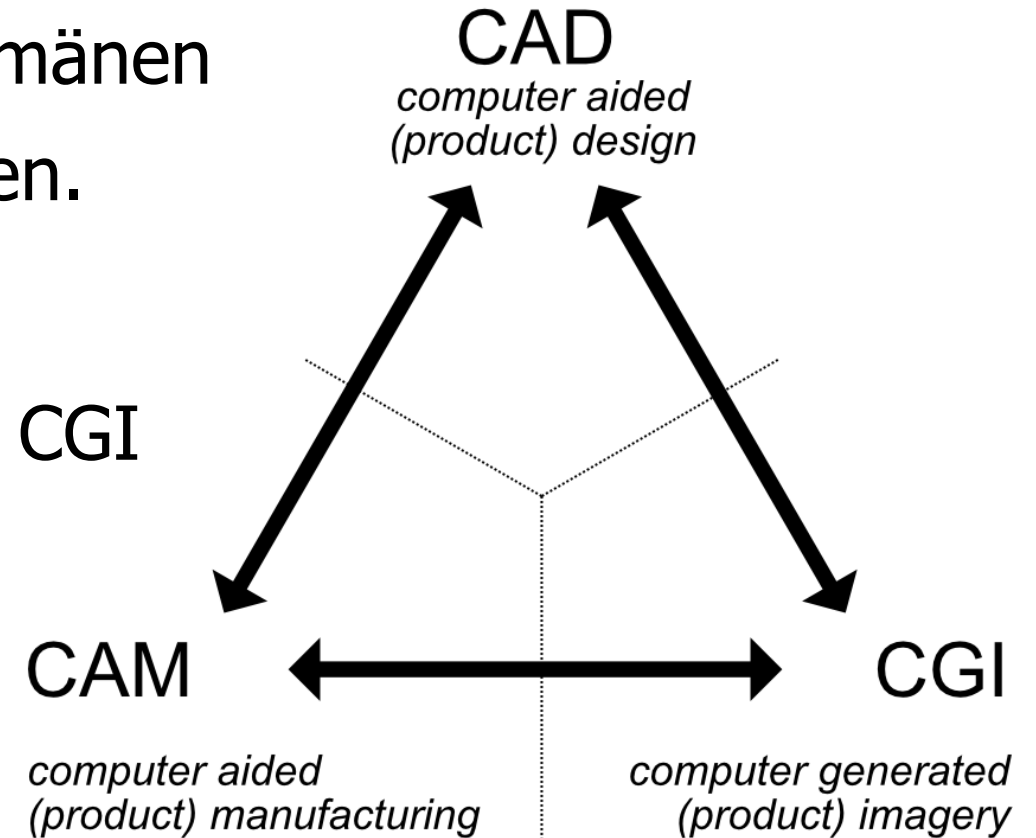 mänen
en.
CGI
CAD
computer aided
(product) design
CAM
computer aided
(product) manufacturing
CGI
computer generated
(product) imagery